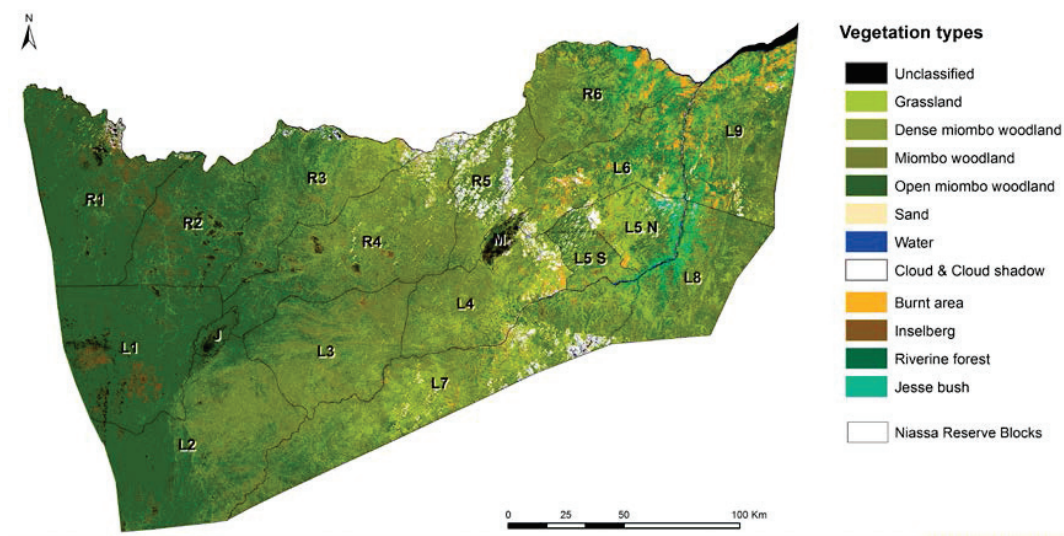 N
Vegetation types
Unclassified
Grassland
Dense miombo woodland
Miombo woodland
Open miombo woodland
Sand
Water
Cloud & Cloud shadow
Burnt area
Inselberg
Riverine forest
Jesse bush
Niassa Reserve Blocks
R6
L9
R3
L6
R1
R5
R2
L5 N
R4
M
L5 S
L8
L4
J
L1
L3
L7
L2
0 25 50 100 Km